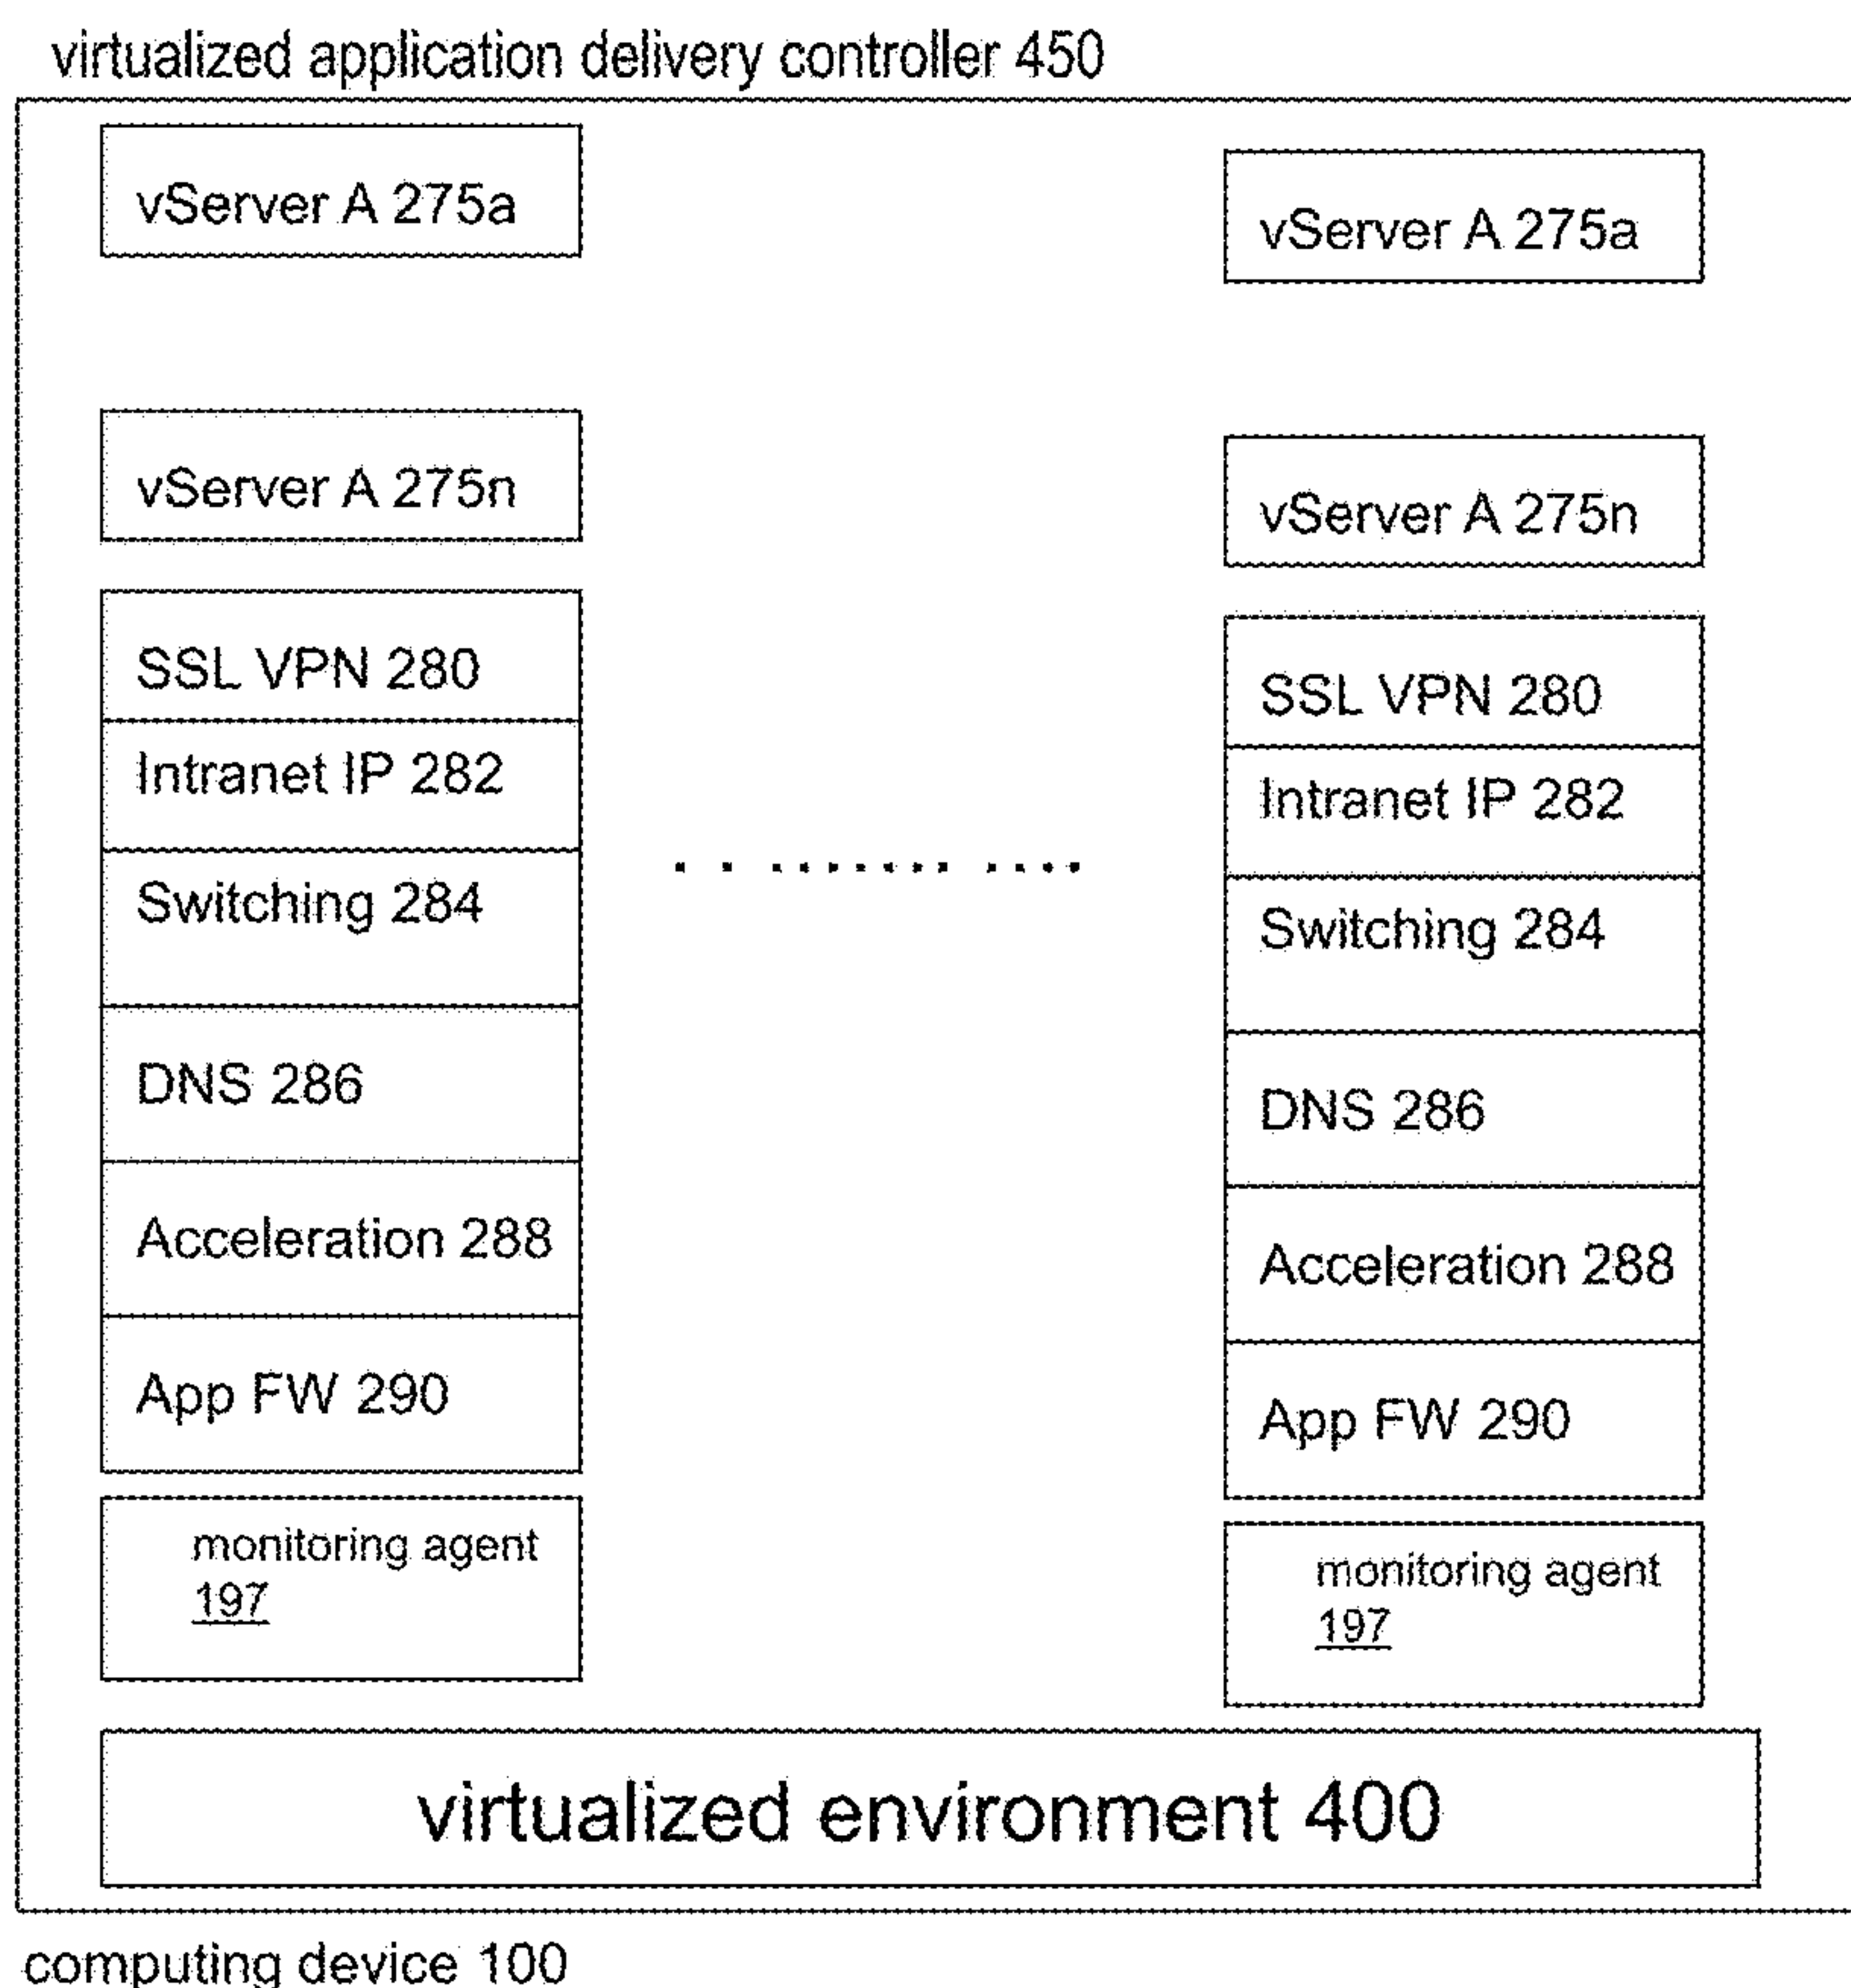 virtualized application delivery controller 450
vServer A 275a
vServer A 275n
SSL VPN 280
Intranet IP 282
Switching 284
DNS 286
Acceleration 288
App FW 290
monitoring agent
197
vServer A 275a
vServer A 275n
SSL VPN 280
Intranet IP 282
Switching 284
DNS 286
Acceleration 288
App FW 290
monitoring agent
197
virtualized environment 400
computing device 100